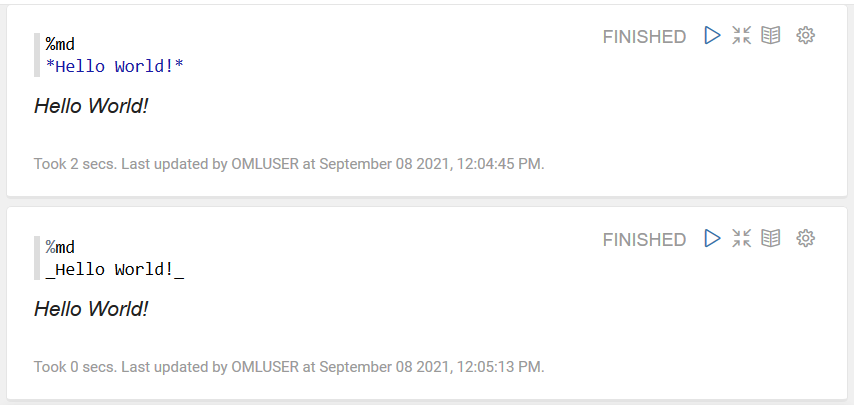 %md FINISHED
*Hello World!*
Hello World!
Took 2 secs. Last updated by OMLUSER at September 08 2021, 12:04:45 PM.
%md FINISHED
_Hello World!_
Hello World!
Took 0 secs. Last updated by OMLUSER at September 08 2021, 12:05:13 PM.